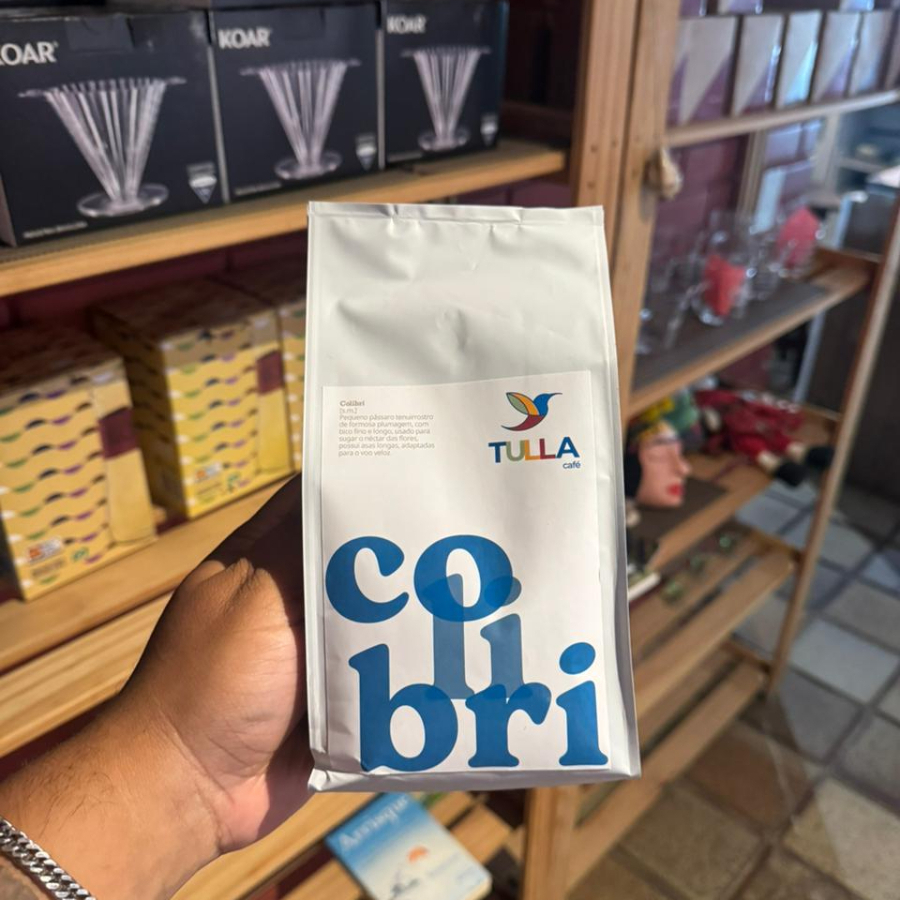 KOAR
KOAR
KOAR
Colibri
[s.m.]
Pequeno pássaro tenuirrostro
de formosa plumagem, com
bico fino e longo, usado para
sugar o néctar das flores,
possui asas longas, adaptadas
para o voo veloz.
TULLA
café
co
li
bri